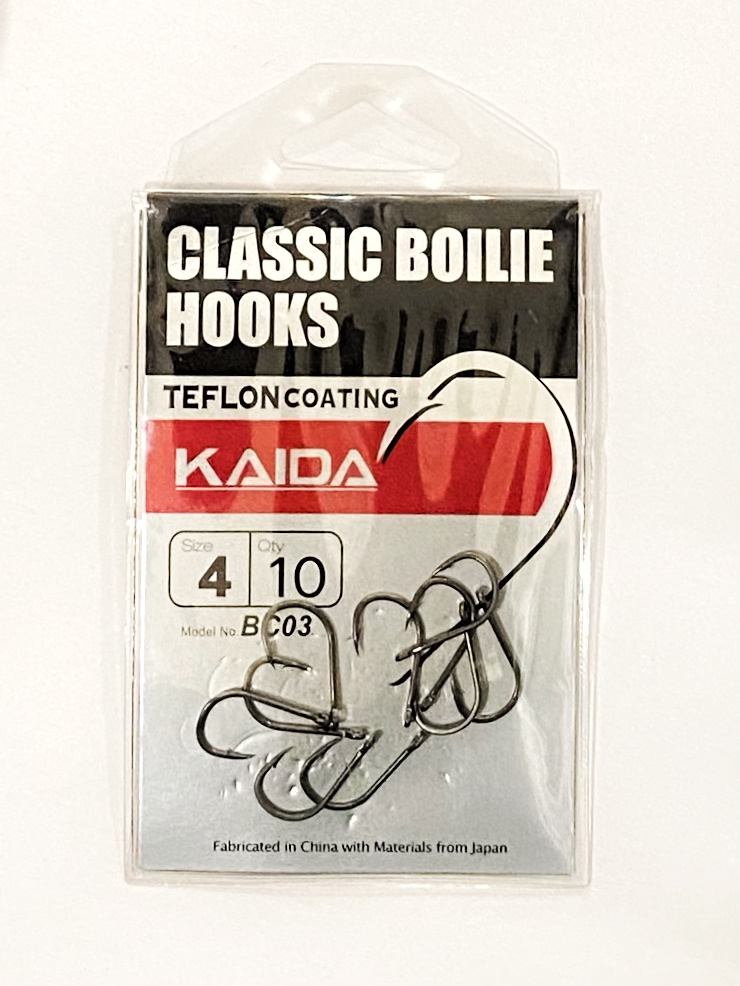 CLASSIC BOILIE
HOOKS
TEFLON COATING
KAIDA
Size Qty
4 10
Model No. BC03
Fabricated in China with Materials from Japan